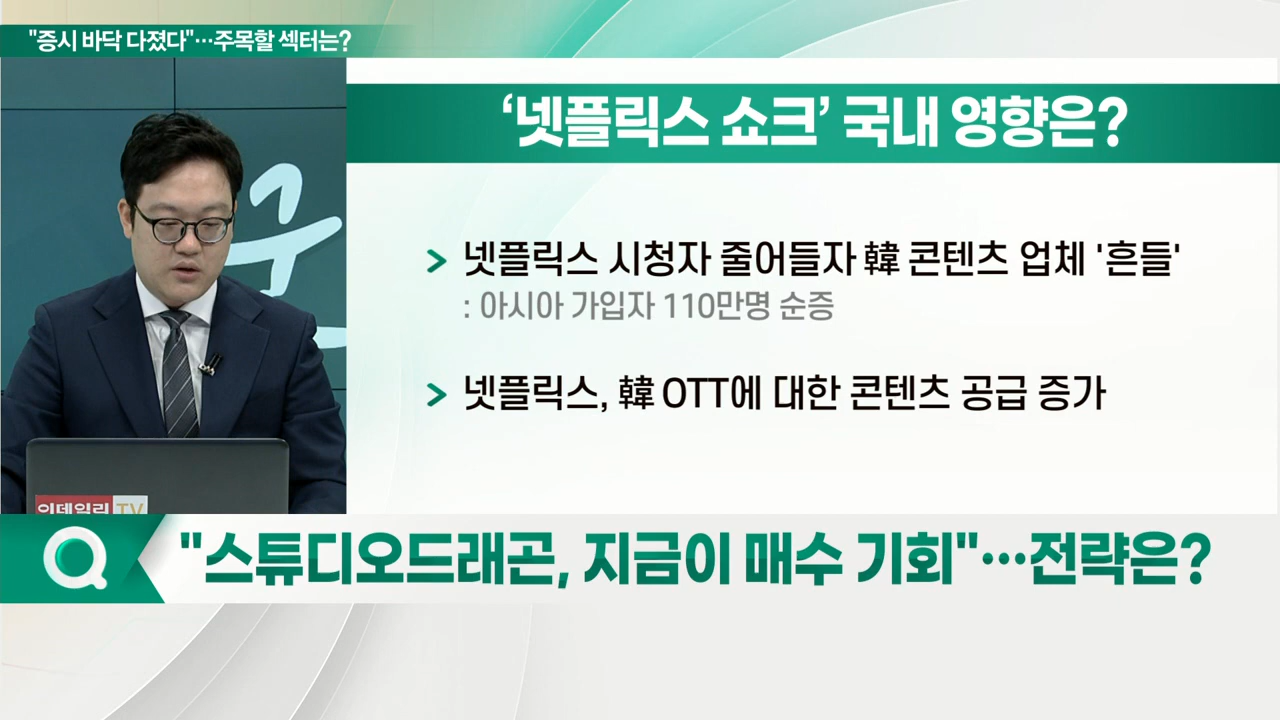 "증시 바닥 다졌다"…주목할 섹터는?
'넷플릭스 쇼크' 국내 영향은?
> 넷플릭스 시청자 줄어들자 韓 콘텐츠 업체 '흔들'
: 아시아 가입자 110만명 순증
> 넷플릭스, 韓 OTT에 대한 콘텐츠 공급 증가
이데일리 TV
"스튜디오드래곤, 지금이 매수 기회"…전략은?